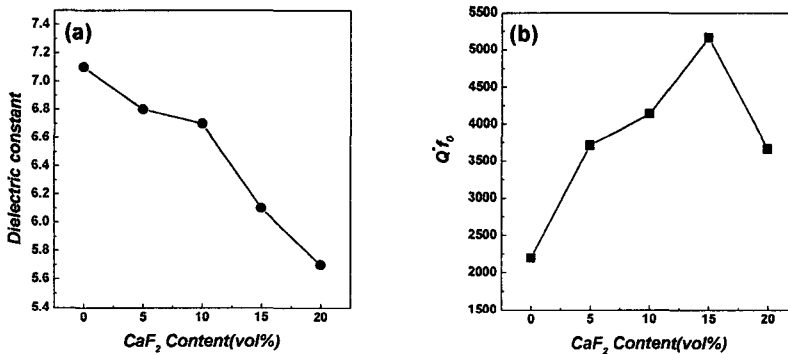 (a)
Dielectric constant
7.4
7.2
7.0
6.8
6.6
6.4
6.2
6.0
5.8
5.6
5.4
0 5 10 15 20
CaF₂ Content(vol%)
(b)
Q*f₀
5500
5000
4500
4000
3500
3000
2500
2000
1500
0 5 10 15 20
CaF₂ Content(vol%)